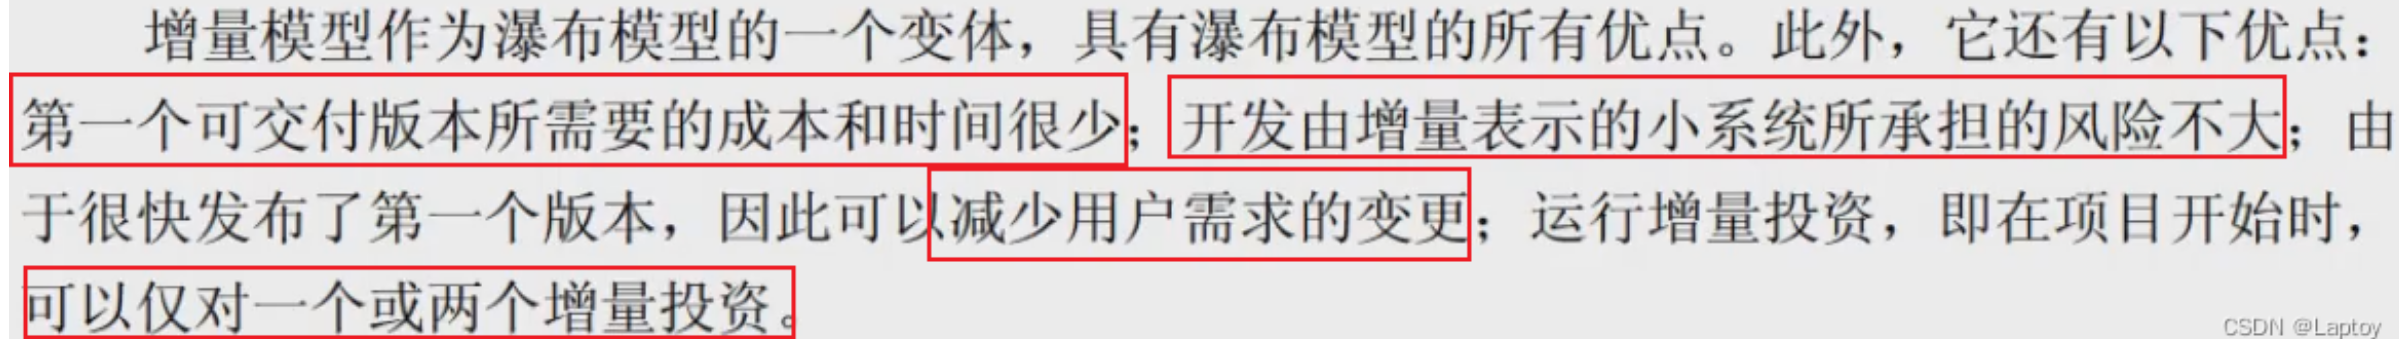 增量模型作为瀑布模型的一个变体，具有瀑布模型的所有优点。此外，它还有以下优点：
第一个可交付版本所需要的成本和时间很少；开发由增量表示的小系统所承担的风险不大；由
于很快发布了第一个版本，因此可以减少用户需求的变更；运行增量投资，即在项目开始时，
可以仅对一个或两个增量投资。
CSDN @Laptoy